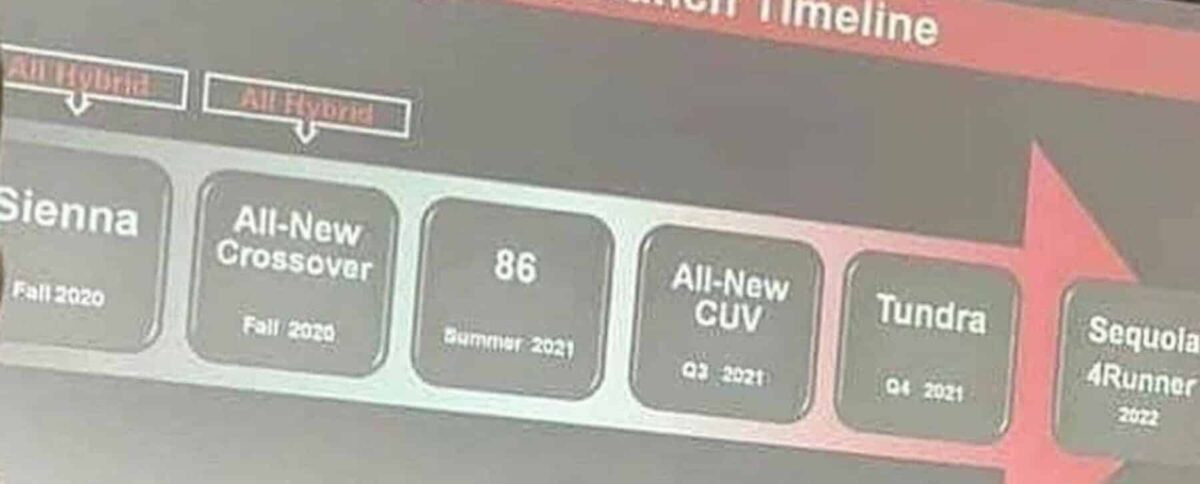 Timeline
All Hybrid
All Hybrid
Sienna
Fall 2020
All-New
Crossover
Fall 2020
86
Summer 2021
All-New
CUV
Q3 2021
Tundra
Q4 2021
Sequoia
4Runner
2022